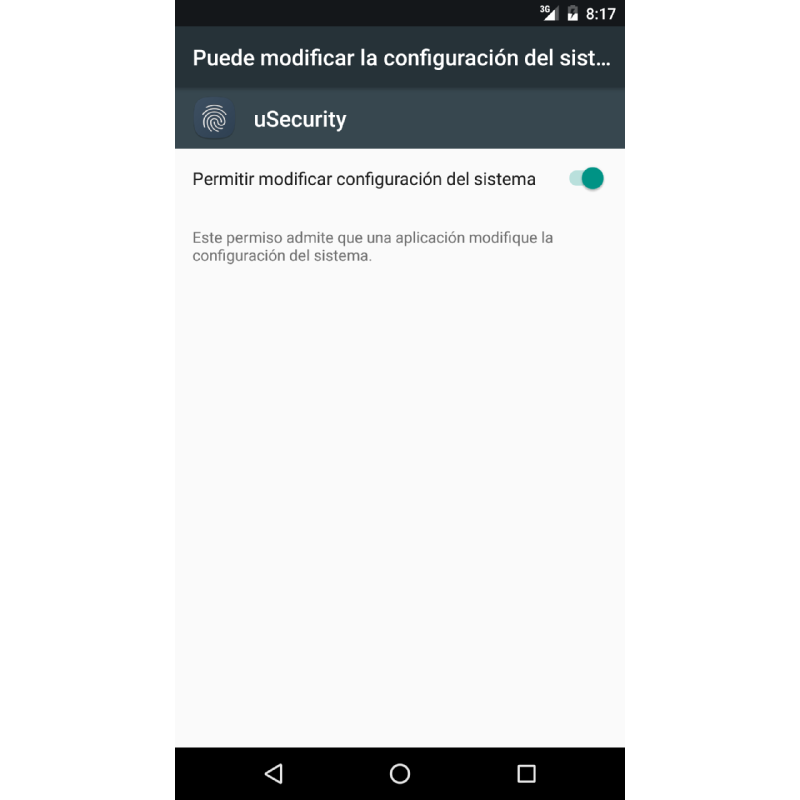 3G 8:17
Puede modificar la configuración del sist...
uSecurity
Permitir modificar configuración del sistema
Este permiso admite que una aplicación modifique la
configuración del sistema.